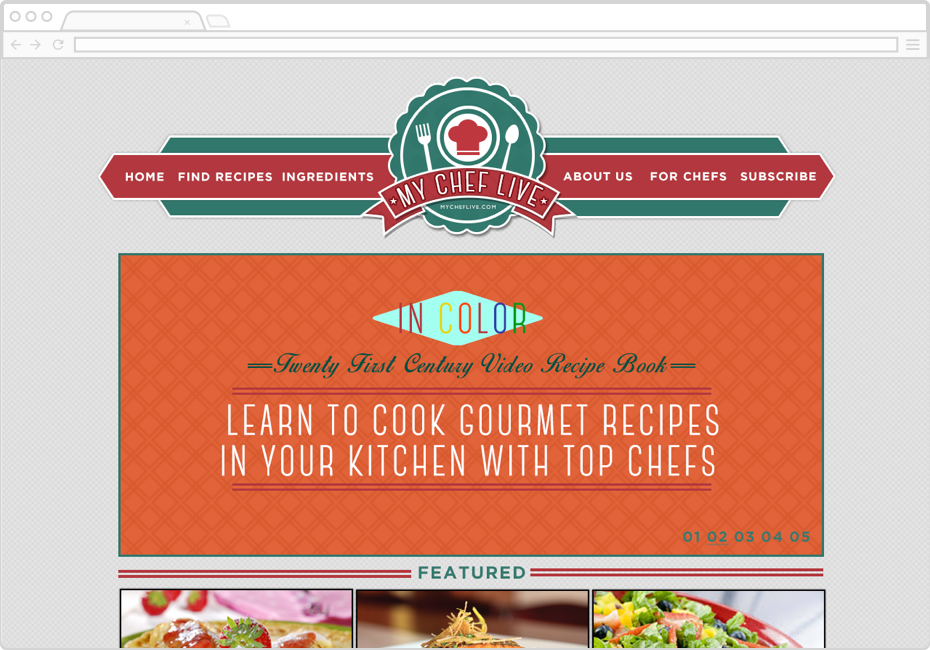 HOME FIND RECIPES INGREDIENTS
MY CHEF LIVE
MYCHEFLIVE.COM
ABOUT US FOR CHEFS SUBSCRIBE
IN COLOR
Twenty First Century Video Recipe Book
LEARN TO COOK GOURMET RECIPES
IN YOUR KITCHEN WITH TOP CHEFS
01 02 03 04 05
FEATURED